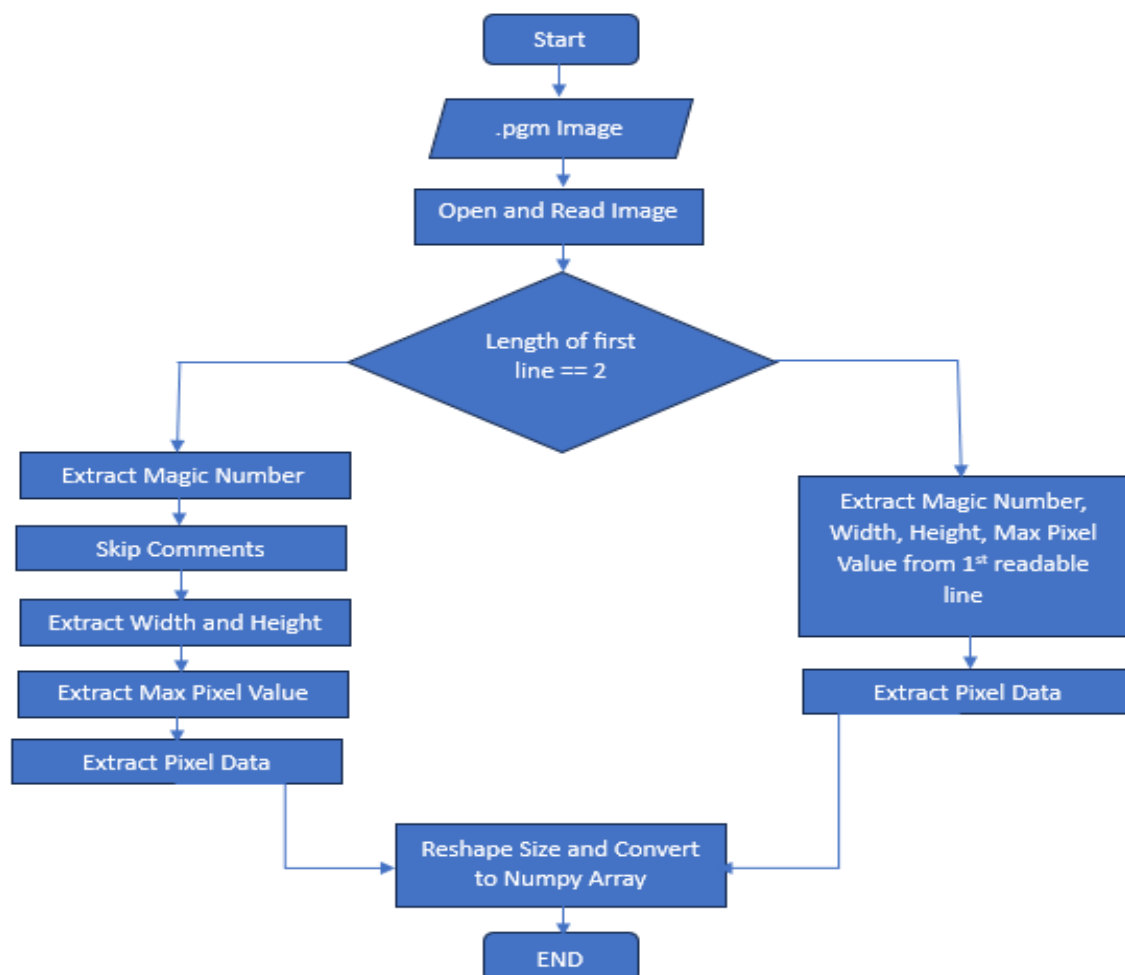 Start
.pgm Image
Open and Read Image
Length of first
line == 2
Extract Magic Number
Skip Comments
Extract Width and Height
Extract Max Pixel Value
Extract Pixel Data
Extract Magic Number,
Width, Height, Max Pixel
Value from 1st readable
line
Extract Pixel Data
Reshape Size and Convert
to Numpy Array
END